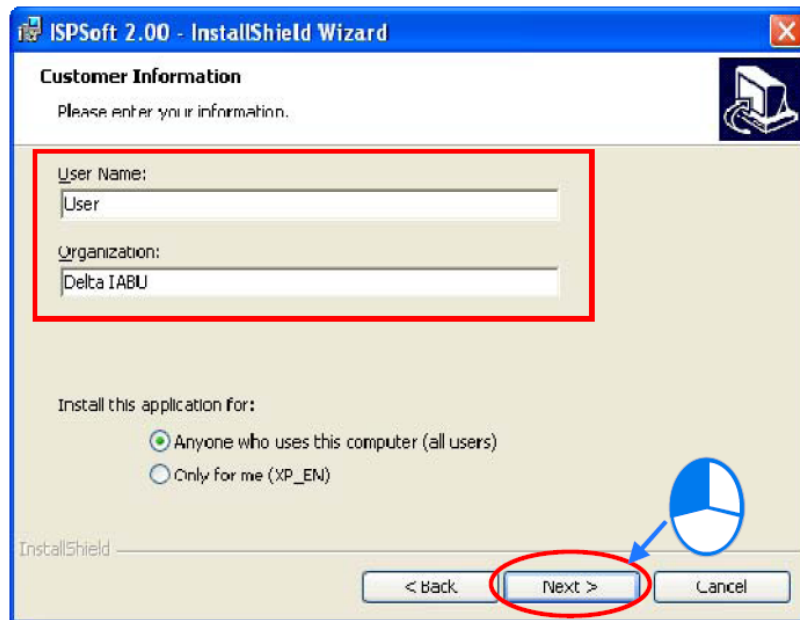 ISPSoft 2.00 - InstallShield Wizard
Customer Information
Please enter your information.
User Name:
User
Organization:
Delta IABU
Install this application for:
Anyone who uses this computer (all users)
Only for me (XP_EN)
InstallShield
< Back
Next >
Cancel